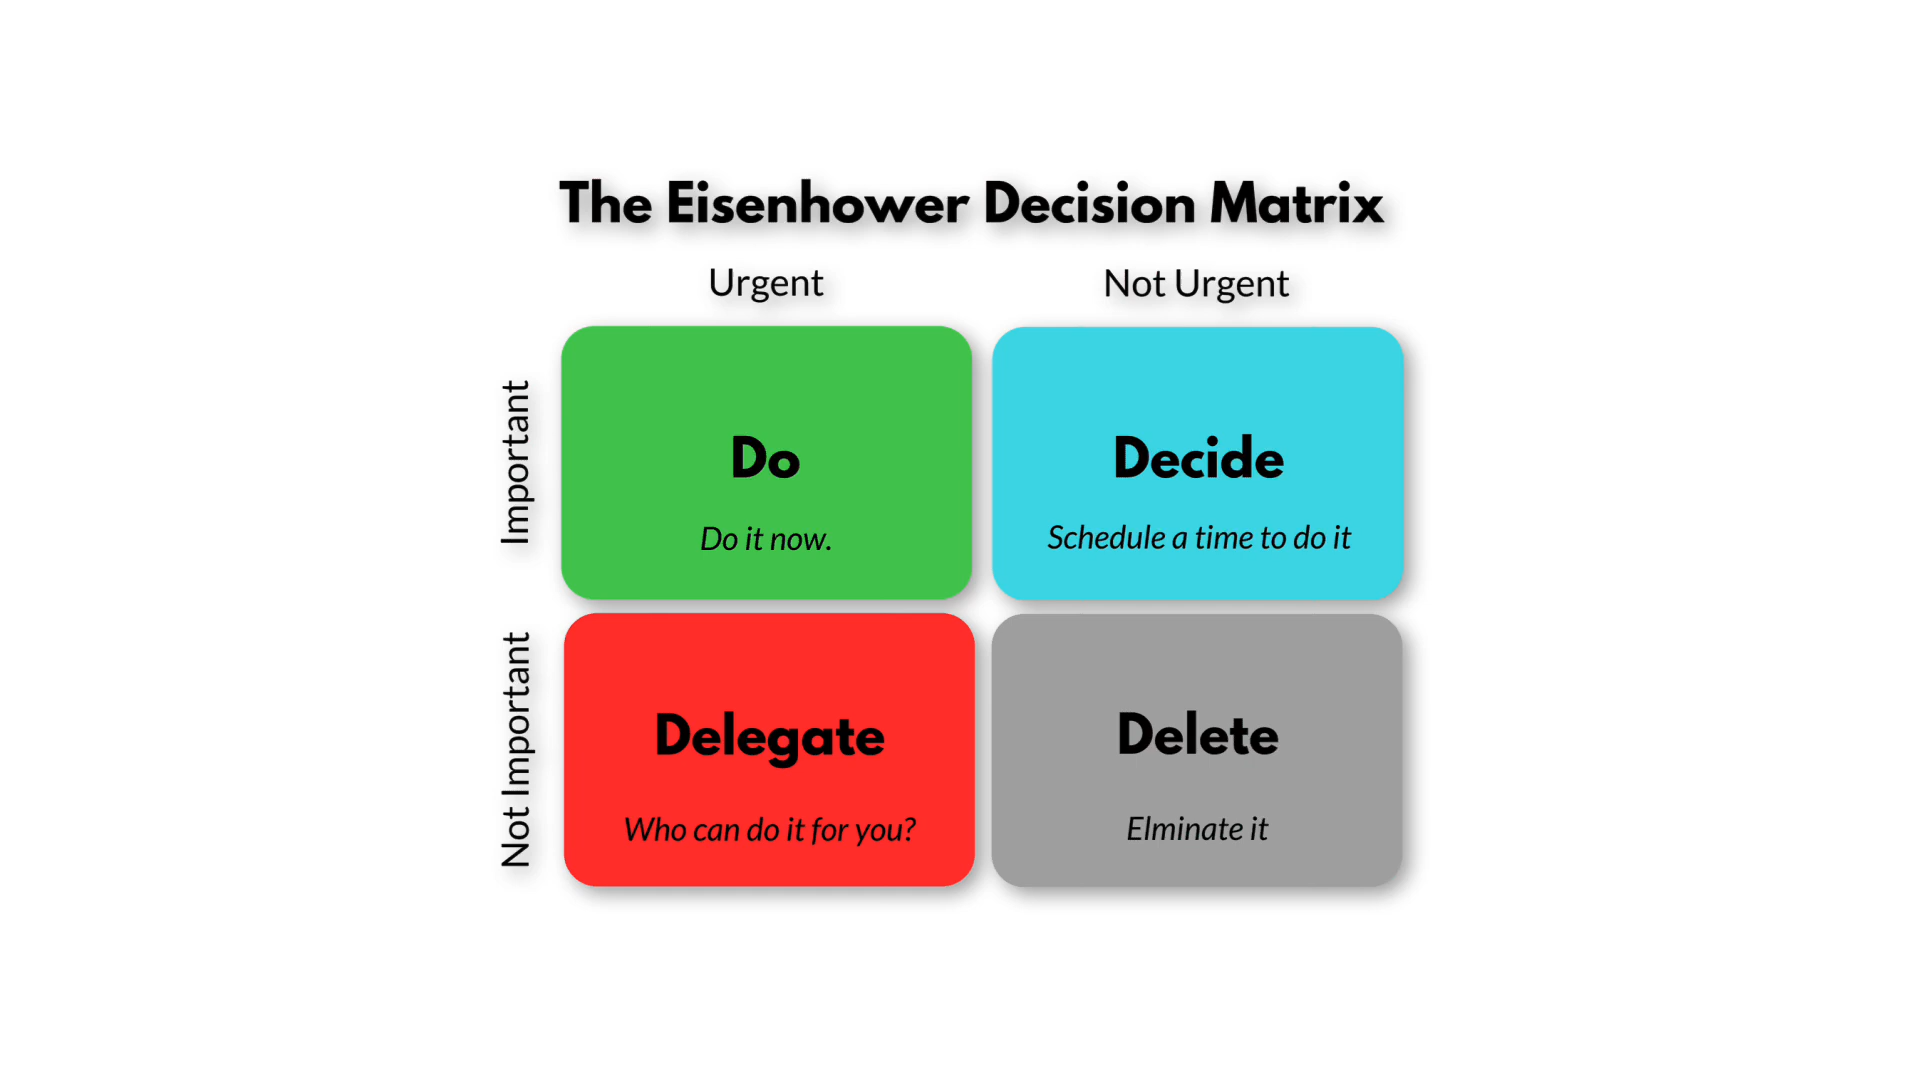 The Eisenhower Decision Matrix
Urgent
Not Urgent
Important
Do
Do it now.
Decide
Schedule a time to do it
Not Important
Delegate
Who can do it for you?
Delete
Elminate it